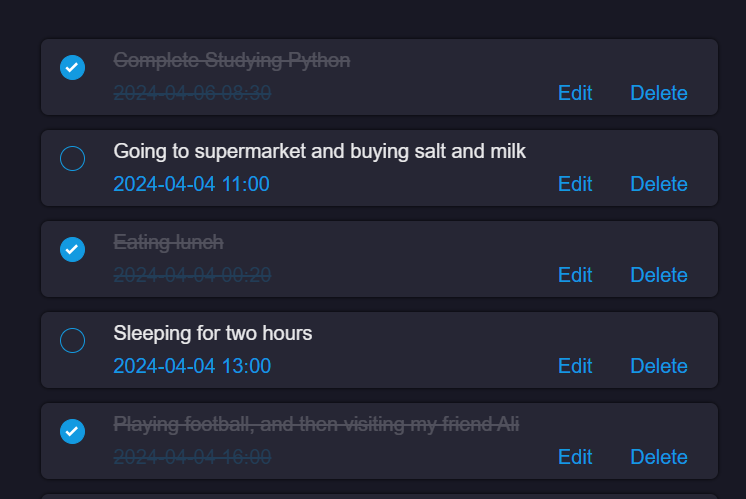 Complete Studying Python
2024-04-06 08:30
Edit Delete
Going to supermarket and buying salt and milk
2024-04-04 11:00
Edit Delete
Eating lunch
2024-04-04 00:20
Edit Delete
Sleeping for two hours
2024-04-04 13:00
Edit Delete
Playing football, and then visiting my friend Ali
2024-04-04 16:00
Edit Delete